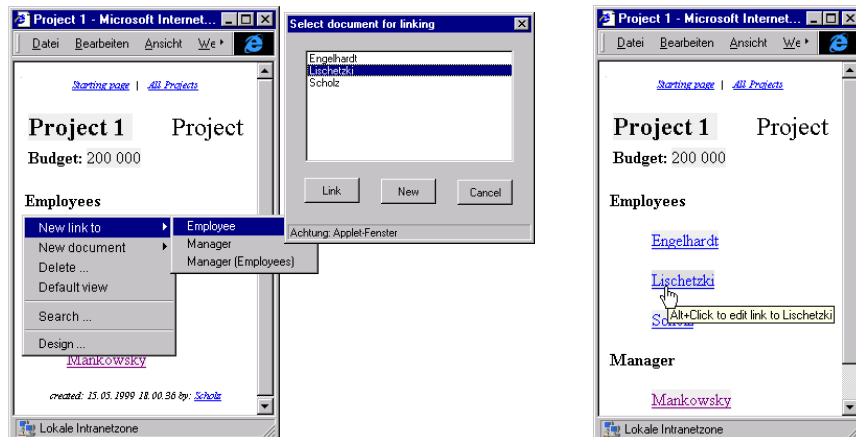 Project 1 - Microsoft Internet...
Datei Bearbeiten Ansicht We
Starting page | All Projects
Project 1 Project
Budget: 200 000
Employees
New link to
New document
Delete ...
Default view
Search ...
Design ...
Employee
Manager
Manager (Employees)
Mankowsky
created: 15.05.1999 18.00.36 by: Scholz
Lokale Intranetzone
Select document for linking
Engelhardt
Lischetzki
Scholz
Link New Cancel
Achtung: Applet-Fenster
Project 1 - Microsoft Internet...
Datei Bearbeiten Ansicht We
Starting page | All Projects
Project 1 Project
Budget: 200 000
Employees
Engelhardt
Lischetzki
Scholz
Alt+Click to edit link to Lischetzki
Manager
Mankowsky
Lokale Intranetzone